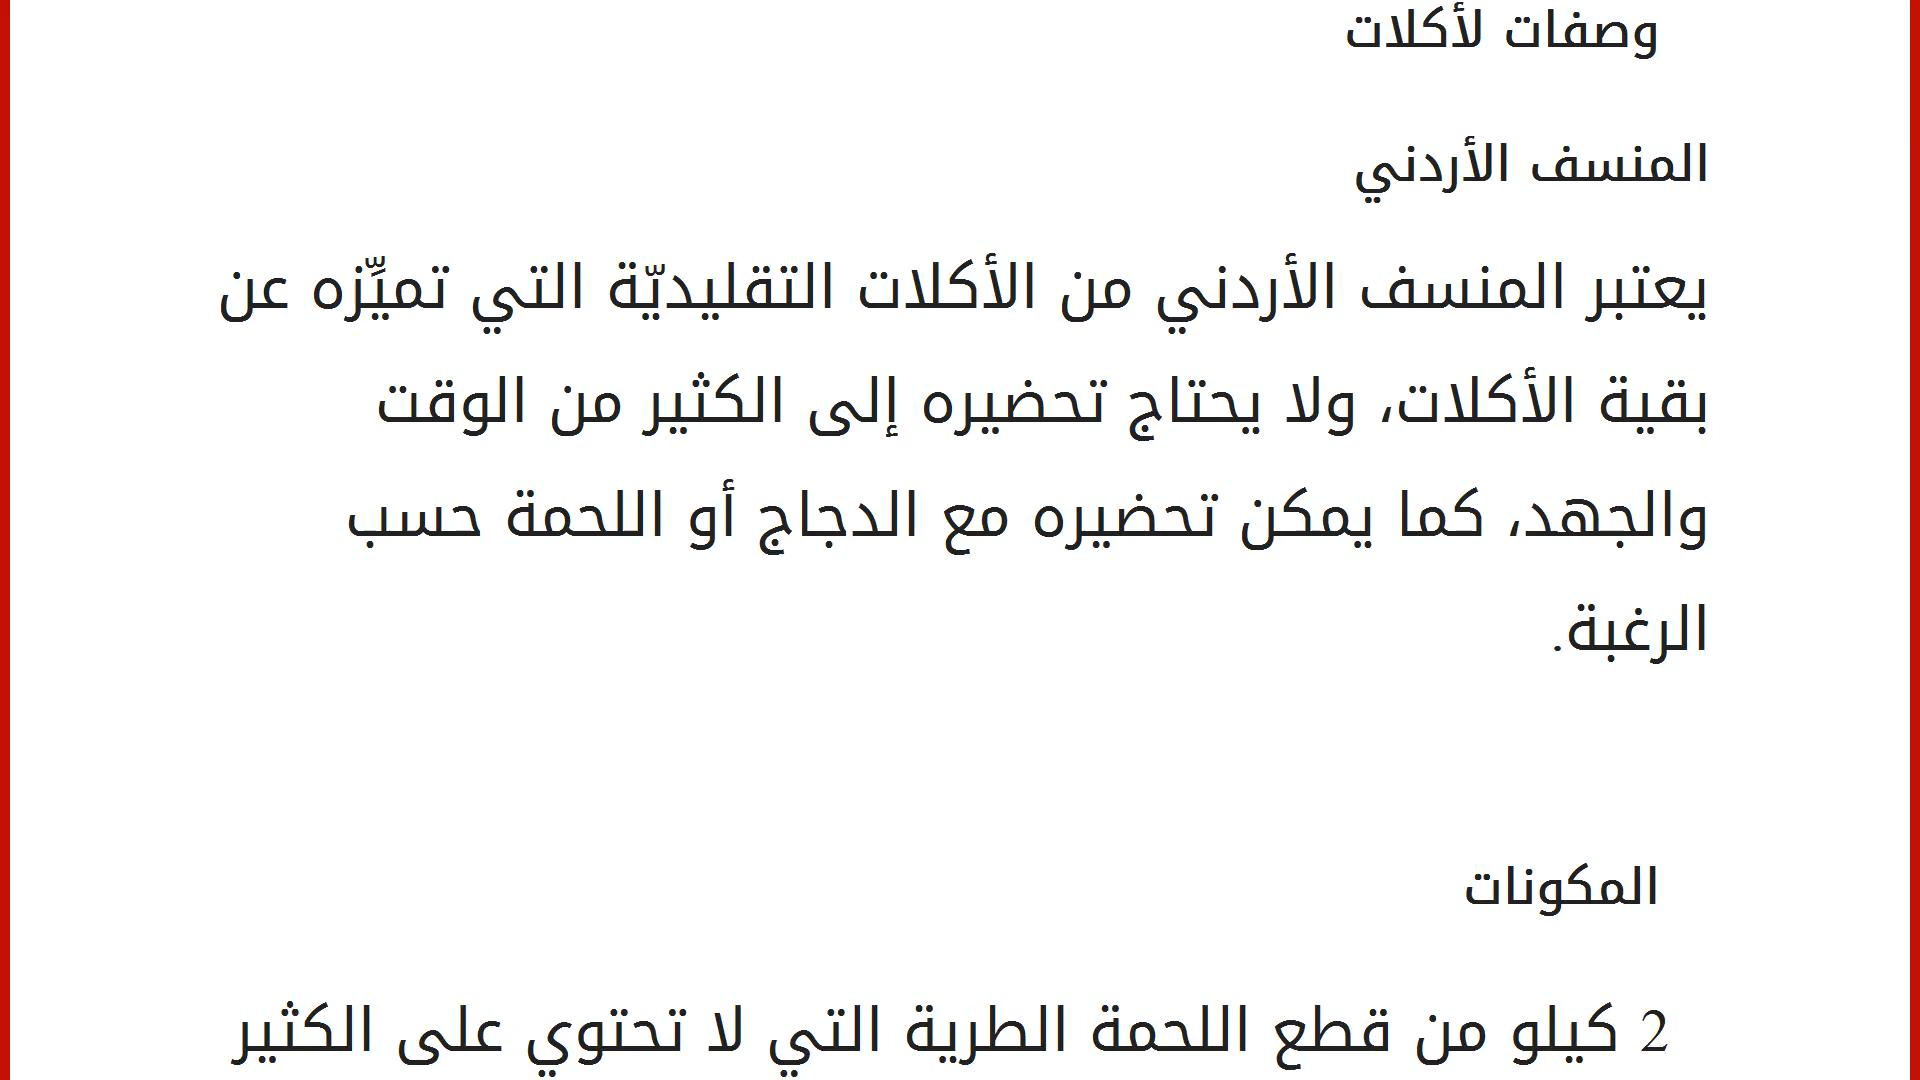 وصفات لأكلات
المنسف الأردني
يعتبر المنسف الأردني من الأكلات التقليديّة التي تميِّزه عن
بقية الأكلات، ولا يحتاج تحضيره إلى الكثير من الوقت
والجهد، كما يمكن تحضيره مع الدجاج أو اللحمة حسب
الرغبة.
المكونات
2 كيلو من قطع اللحمة الطرية التي لا تحتوي على الكثير